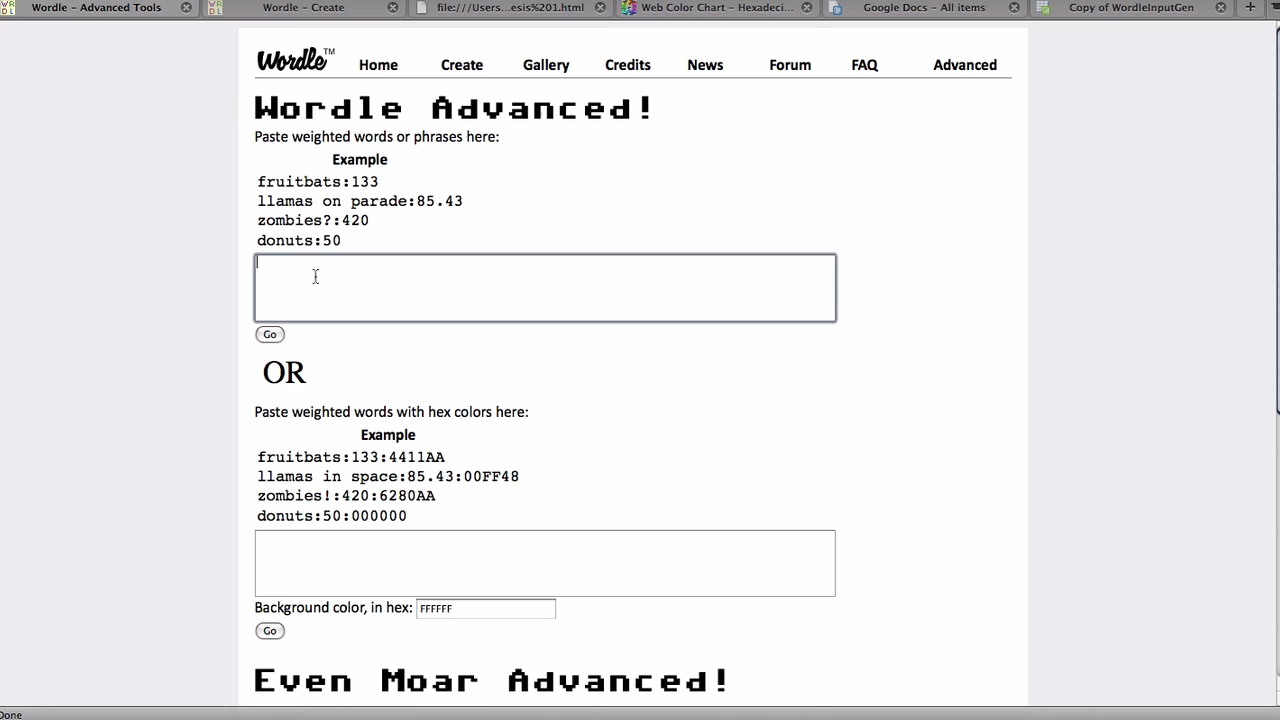 Wordle – Advanced Tools
Wordle – Create
file:///Users...esis%201.html
Web Color Chart – Hexadeci...
Google Docs – All items
Copy of WordleInputGen
Wordle™ Home Create Gallery Credits News Forum FAQ Advanced
Wordle Advanced!
Paste weighted words or phrases here:
Example
fruitbats:133
llamas on parade:85.43
zombies?:420
donuts:50
Go
OR
Paste weighted words with hex colors here:
Example
fruitbats:133:4411AA
llamas in space:85.43:00FF48
zombies!:420:6280AA
donuts:50:000000
Background color, in hex: FFFFFF
Go
Even Moar Advanced!
Done